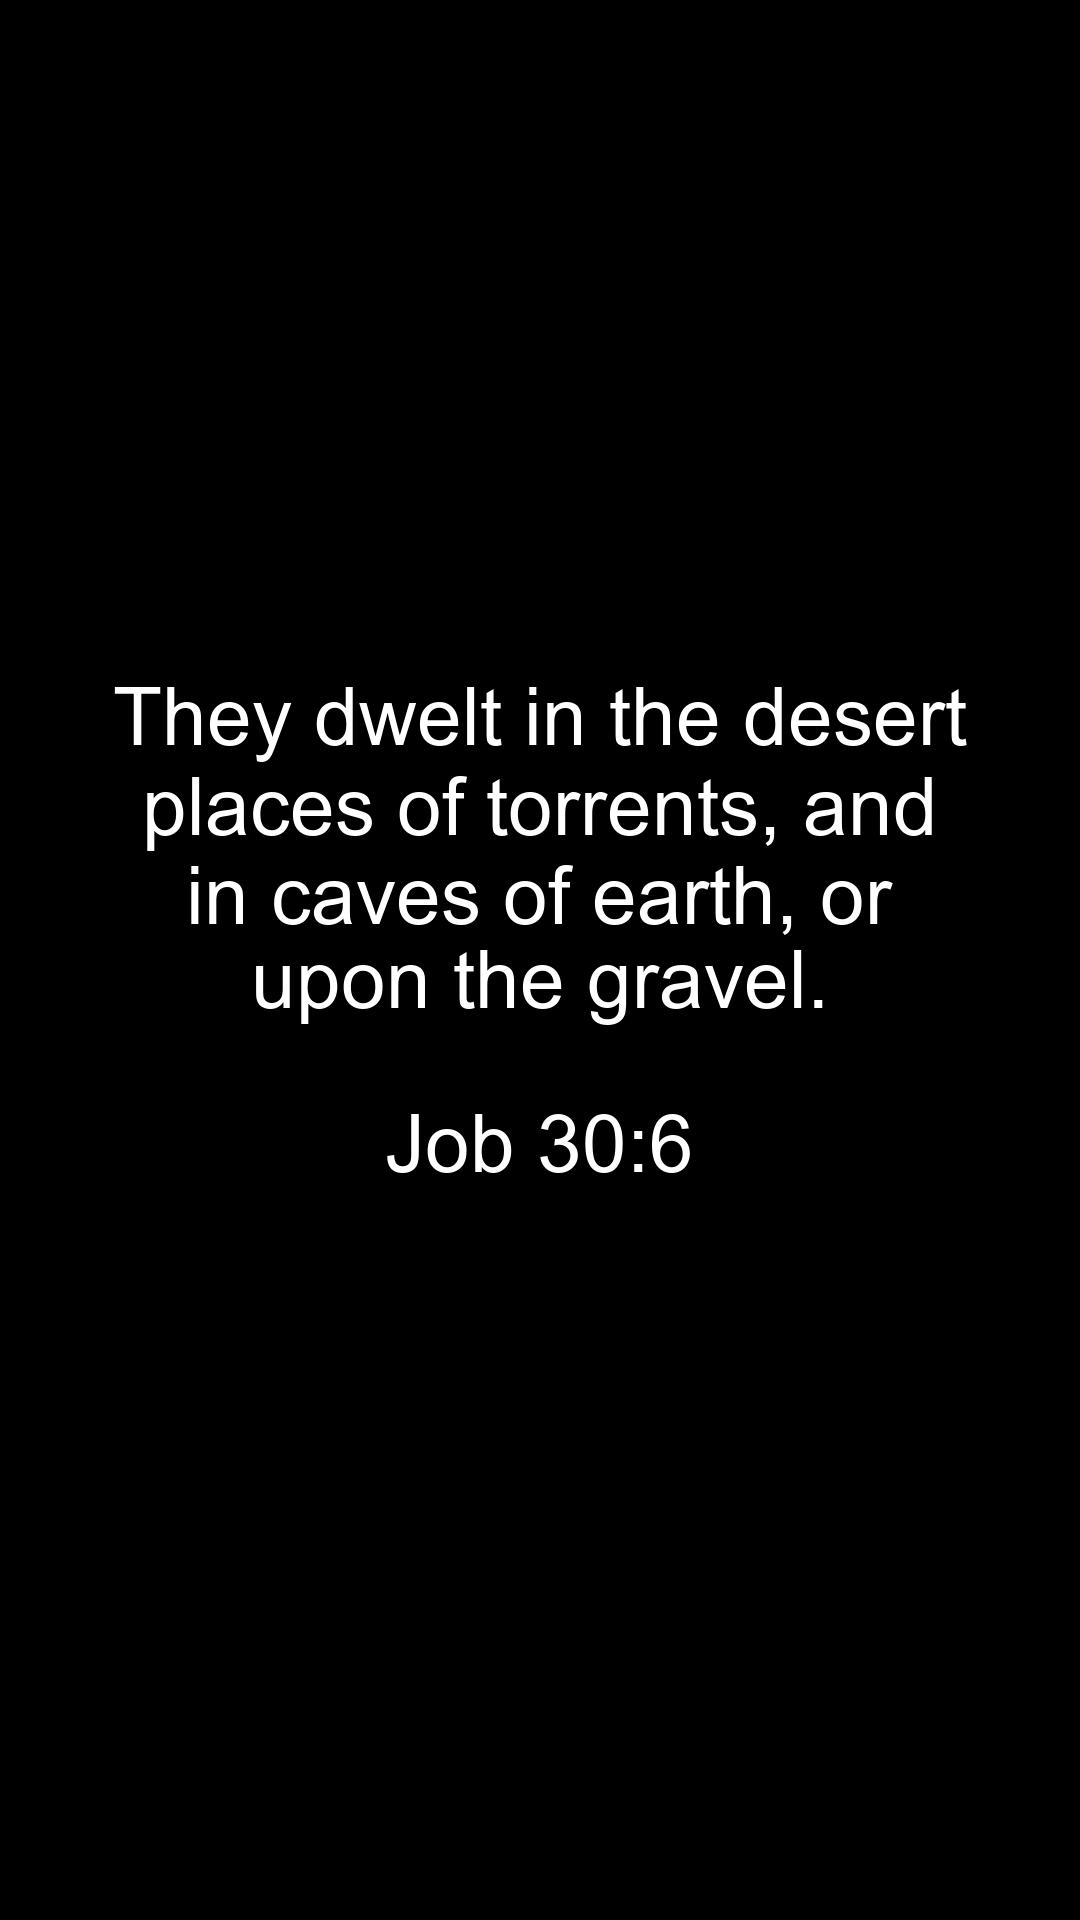 They dwelt in the desert
places of torrents, and
in caves of earth, or
upon the gravel.
Job 30:6